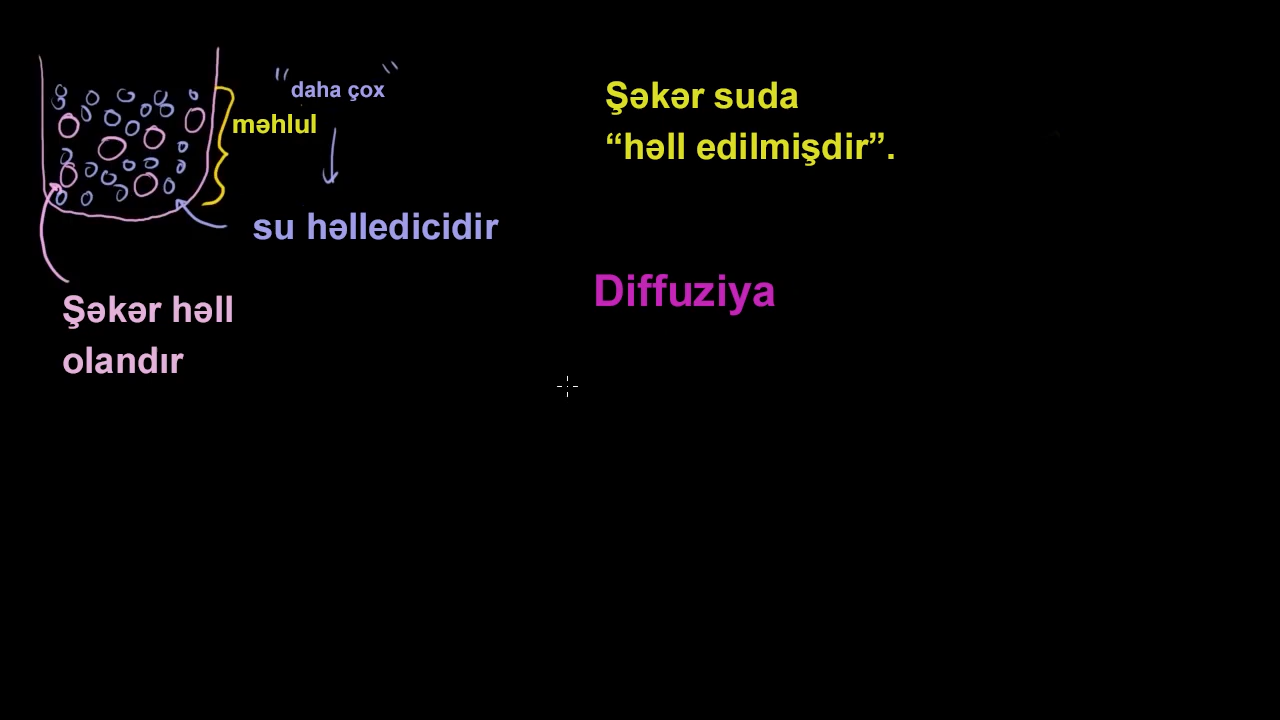 "daha çox"
məhlul
su həlledicidir
Şəkər həll
olandır
Şəkər suda
“həll edilmişdir”.
Diffuziya